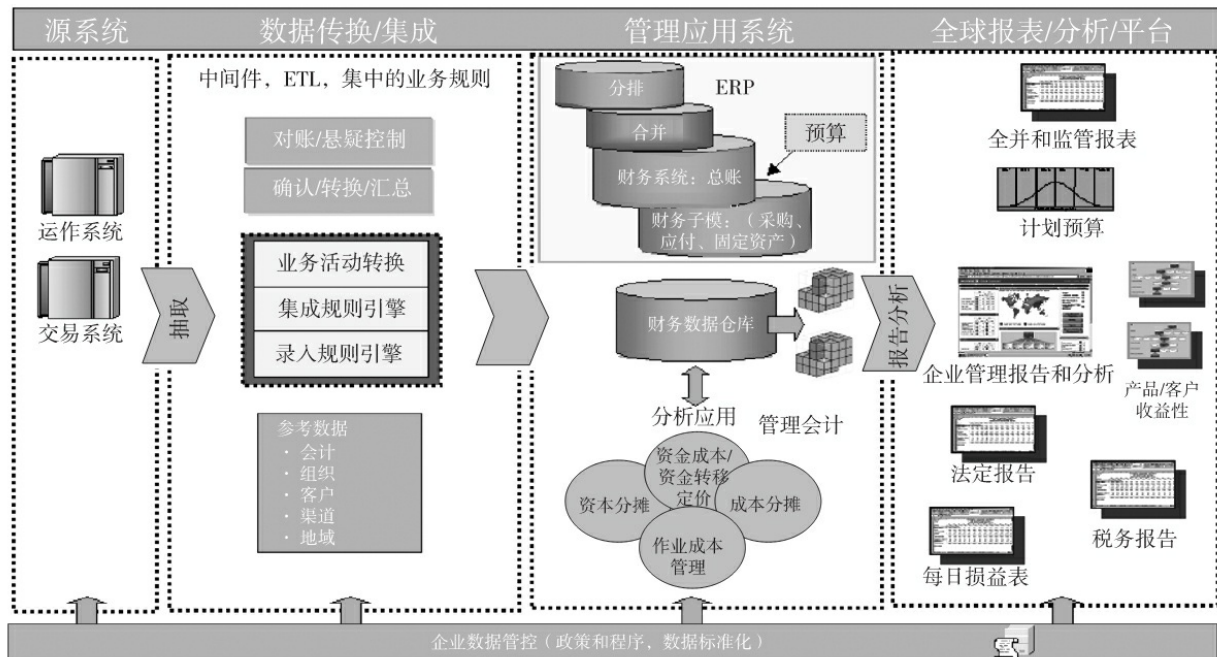 源系统
数据传换/集成
管理应用系统
全球报表/分析/平台
运作系统
交易系统
抽取
中间件，ETL，集中的业务规则
对账/悬疑控制
确认/转换/汇总
业务活动转换
集成规则引擎
录入规则引擎
参考数据
· 会计
· 组织
· 客户
· 渠道
· 地域
分排
ERP
合并
预算
财务系统：总账
财务子模：（采购、
应付、固定资产）
财务数据仓库
分析应用
管理会计
资金成本/
资金转移
定价
资本分摊
成本分摊
作业成本
管理
报告分析
全并和监管报表
计划预算
企业管理报告和分析
产品/客户
收益性
法定报告
税务报告
每日损益表
企业数据管控（政策和程序，数据标准化）